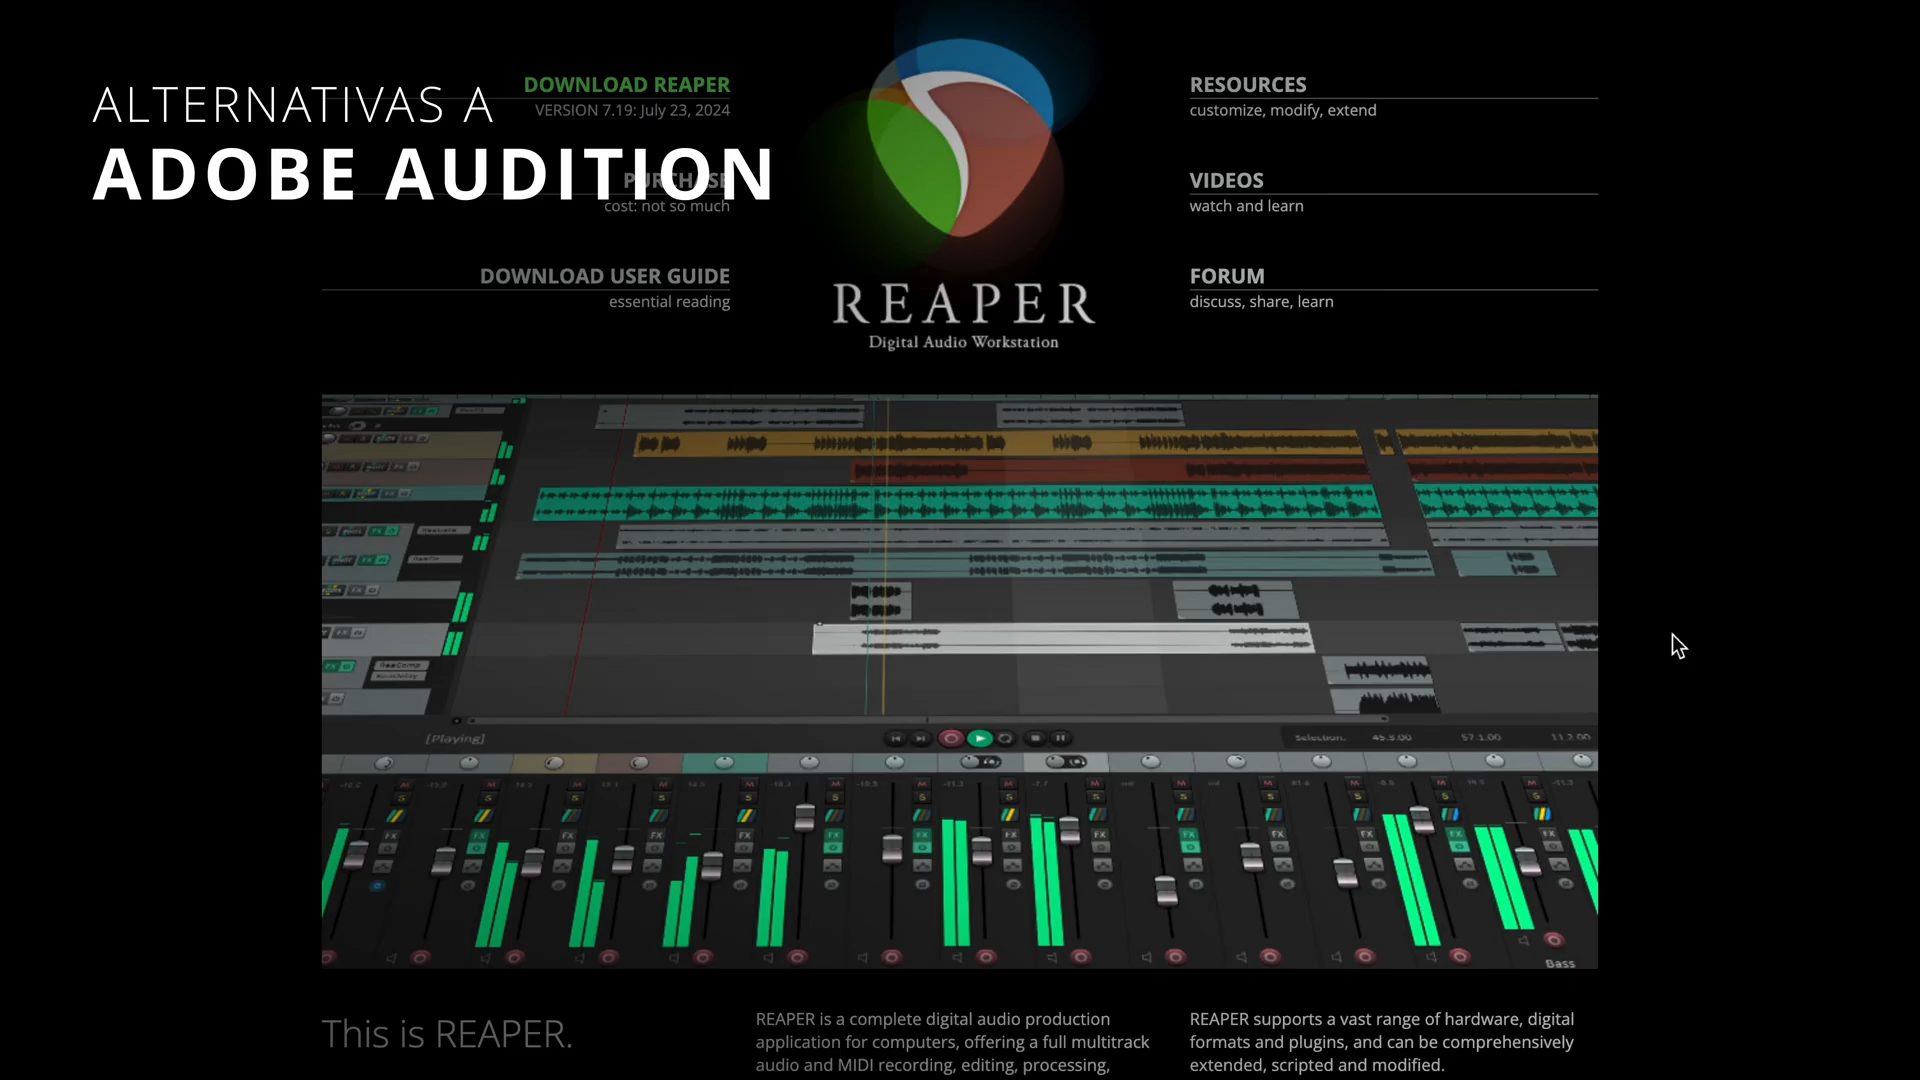 ALTERNATIVAS A
ADOBE AUDITION
DOWNLOAD REAPER
VERSION 7.19: July 23, 2024
PURCHASE
cost: not so much
DOWNLOAD USER GUIDE
essential reading
REAPER
Digital Audio Workstation
RESOURCES
customize, modify, extend
VIDEOS
watch and learn
FORUM
discuss, share, learn
[Playing]
Selection:
Bass
This is REAPER.
REAPER is a complete digital audio production
application for computers, offering a full multitrack
audio and MIDI recording, editing, processing,
REAPER supports a vast range of hardware, digital
formats and plugins, and can be comprehensively
extended, scripted and modified.